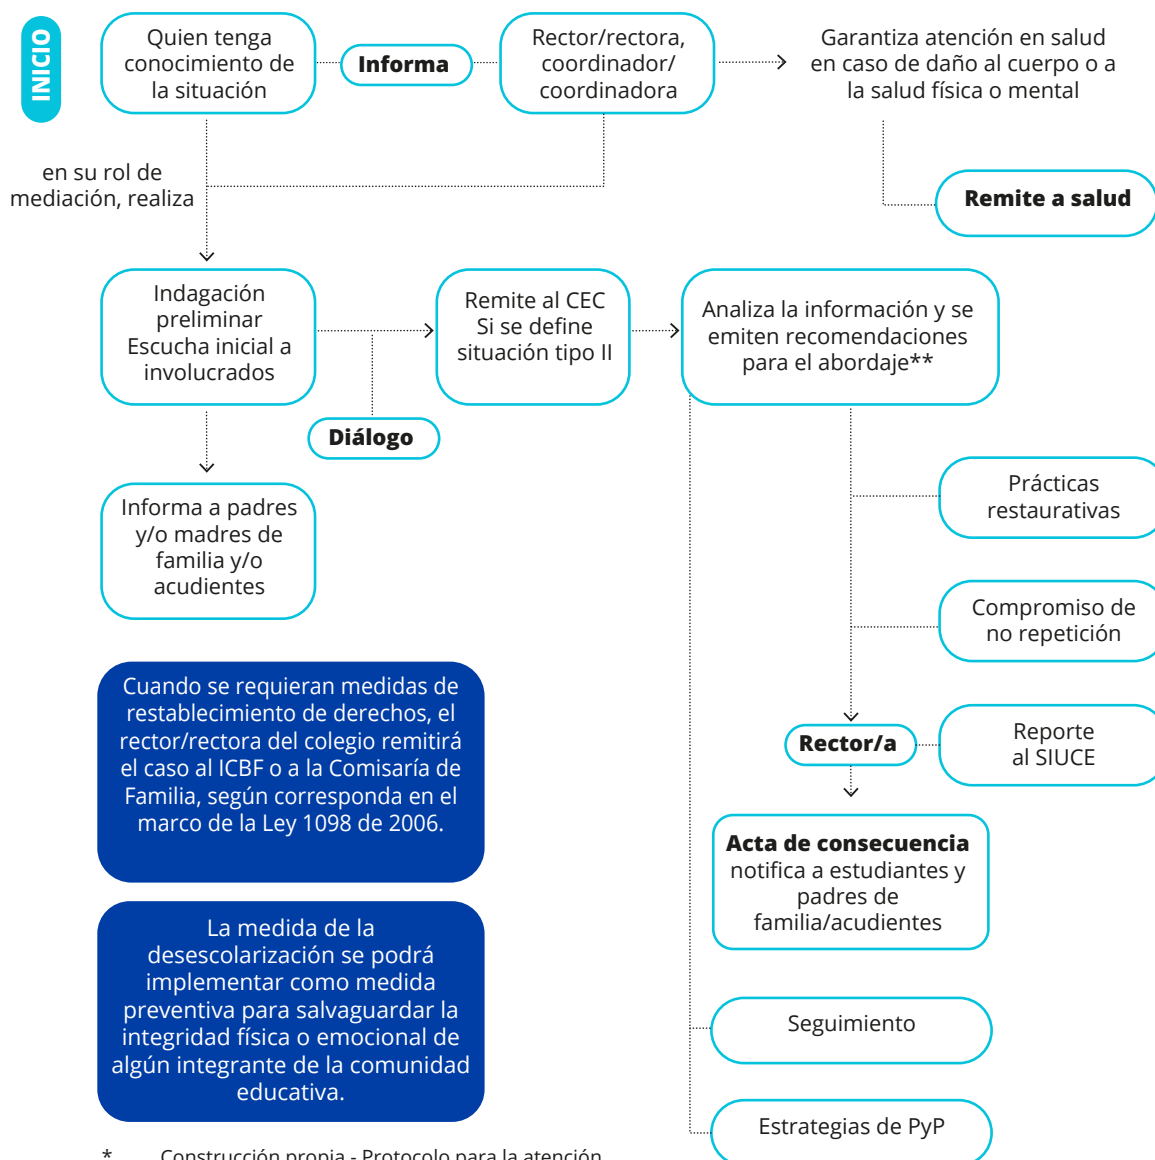 INICIO
Quien tenga
conocimiento de
la situación
Informa
Rector/rectora,
coordinador/
coordinadora
Garantiza atención en salud
en caso de daño al cuerpo o a
la salud física o mental
en su rol de
mediación, realiza
Remite a salud
Indagación
preliminar
Escucha inicial a
involucrados
Remite al CEC
Si se define
situación tipo II
Analiza la información y se
emiten recomendaciones
para el abordaje**
Diálogo
Informa a padres
y/o madres de
familia y/o
acudientes
Prácticas
restaurativas
Compromiso de
no repetición
Rector/a
Reporte
al SIUCE
Cuando se requieran medidas de
restablecimiento de derechos, el
rector/rectora del colegio remitirá
el caso al ICBF o a la Comisaría de
Familia, según corresponda en el
marco de la Ley 1098 de 2006.
Acta de consecuencia
notifica a estudiantes y
padres de
familia/acudientes
La medida de la
desescolarización se podrá
implementar como medida
preventiva para salvaguardar la
integridad física o emocional de
algún integrante de la comunidad
educativa.
Seguimiento
Estrategias de PyP
* Construcción propia - Protocolo para la atención